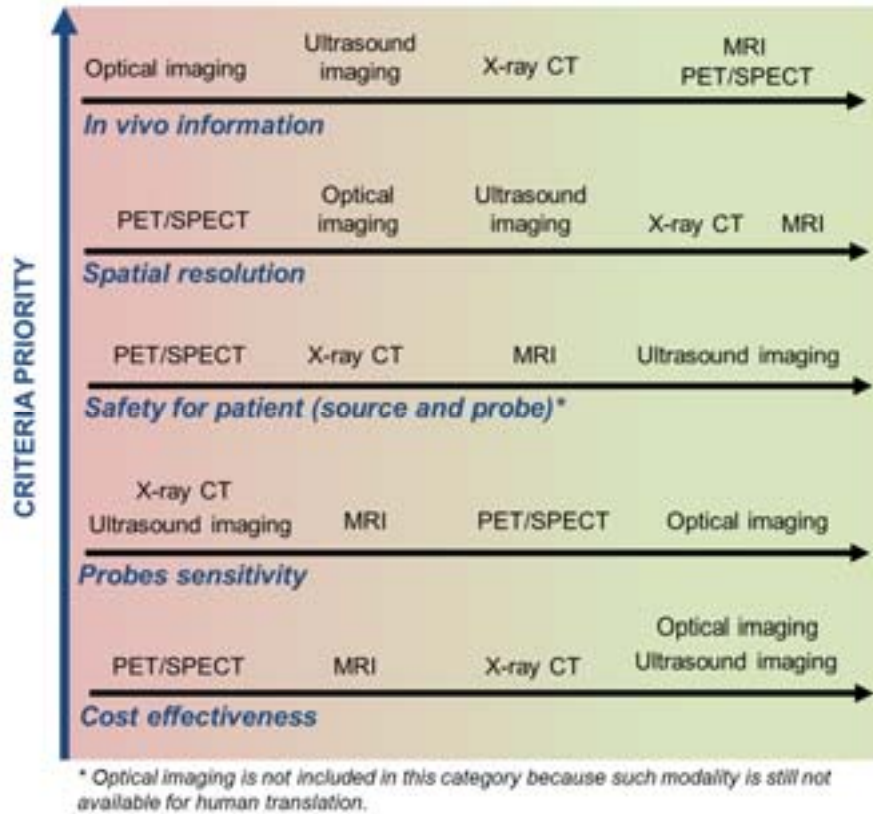 CRITERIA PRIORITY
Optical imaging
Ultrasound
imaging
X-ray CT
MRI
PET/SPECT
In vivo information
PET/SPECT
Optical
imaging
Ultrasound
imaging
X-ray CT
MRI
Spatial resolution
PET/SPECT
X-ray CT
MRI
Ultrasound imaging
Safety for patient (source and probe)*
X-ray CT
Ultrasound imaging
MRI
PET/SPECT
Optical imaging
Probes sensitivity
PET/SPECT
MRI
X-ray CT
Optical imaging
Ultrasound imaging
Cost effectiveness
* Optical imaging is not included in this category because such modality is still not
available for human translation.